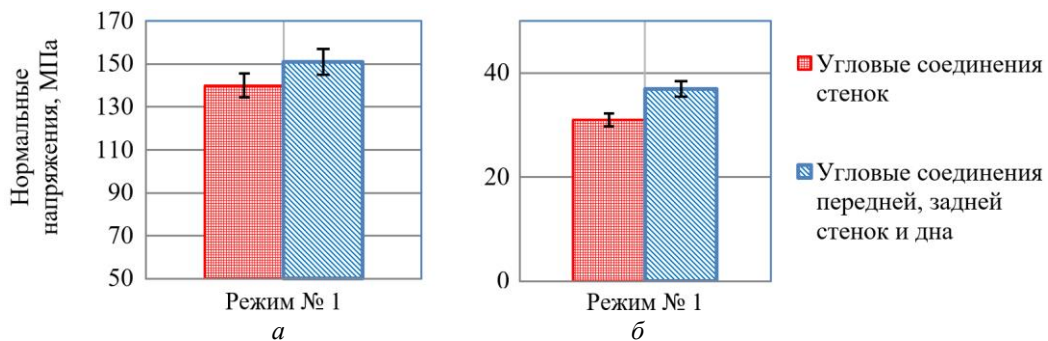 Нормальные
напряжения, МПа
170
150
130
110
90
70
50
Режим № 1
а
40
20
0
Режим № 1
б
Угловые соединения
стенок
Угловые соединения
передней, задней
стенок и дна